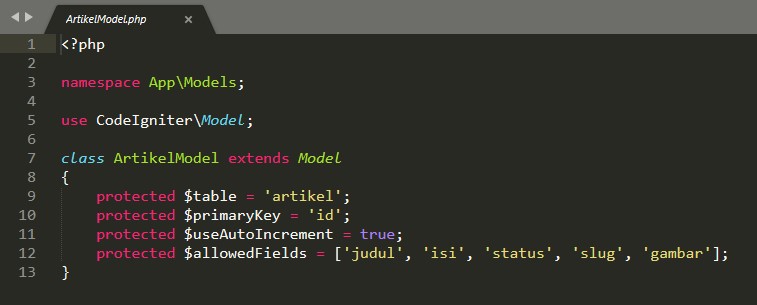 ArtikelModel.php ×
1 <?php
2
3 namespace App\Models;
4
5 use CodeIgniter\Model;
6
7 class ArtikelModel extends Model
8 {
9     protected $table = 'artikel';
10     protected $primaryKey = 'id';
11     protected $useAutoIncrement = true;
12     protected $allowedFields = ['judul', 'isi', 'status', 'slug', 'gambar'];
13 }